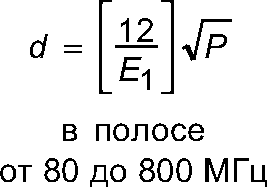 d = [12/E₁]√P
в полосе
от 80 до 800 МГц